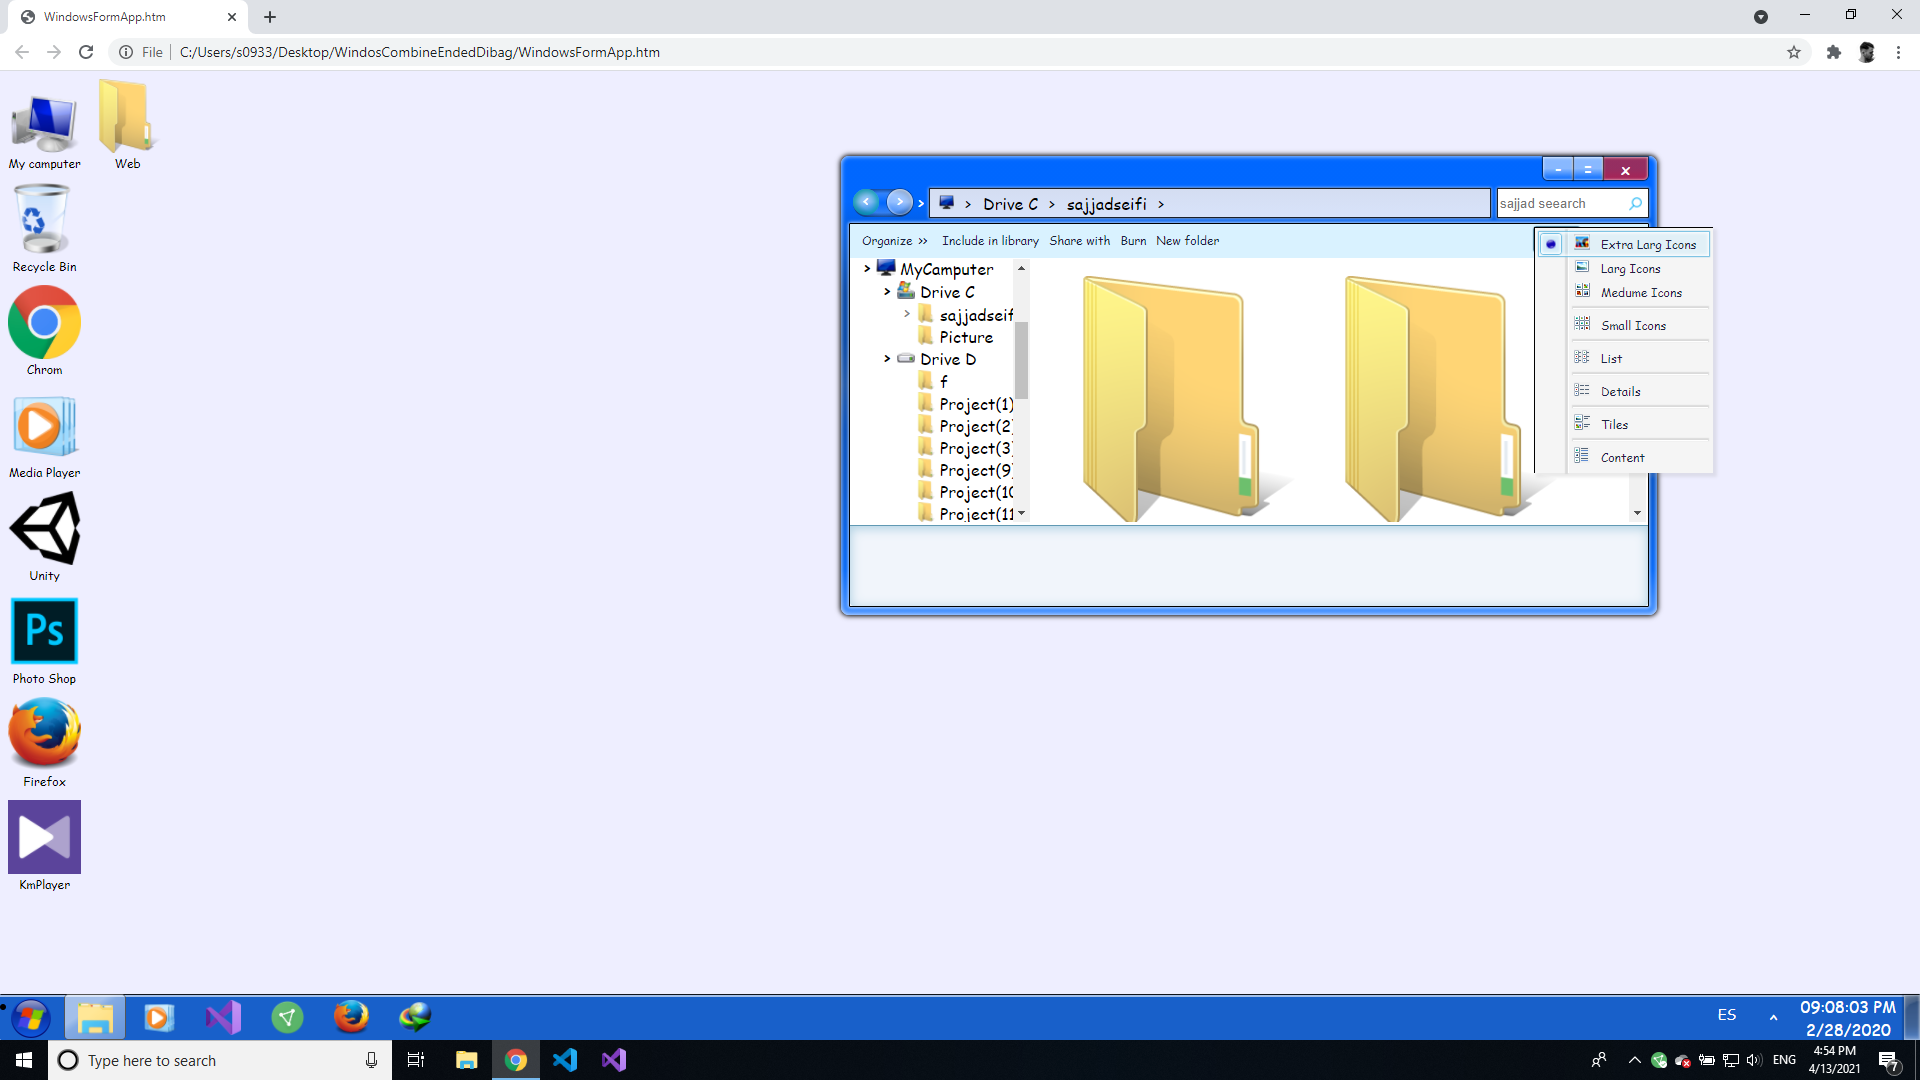 WindowsFormApp.htm
File
C:/Users/s0933/Desktop/WindosCombineEndedDibag/WindowsFormApp.htm
My camputer
Web
Recycle Bin
Chrom
Media Player
Unity
Ps
Photo Shop
Firefox
KmPlayer
Drive C > sajjadseifi >
sajjad seearch
Organize » Include in library Share with Burn New folder
MyCamputer
Drive C
sajjadseif
Picture
Drive D
f
Project(1)
Project(2)
Project(3)
Project(9)
Project(10
Project(11
Extra Larg Icons
Larg Icons
Medume Icons
Small Icons
List
Details
Tiles
Content
ES
09:08:03 PM
2/28/2020
Type here to search
ENG
4:54 PM
4/13/2021
7